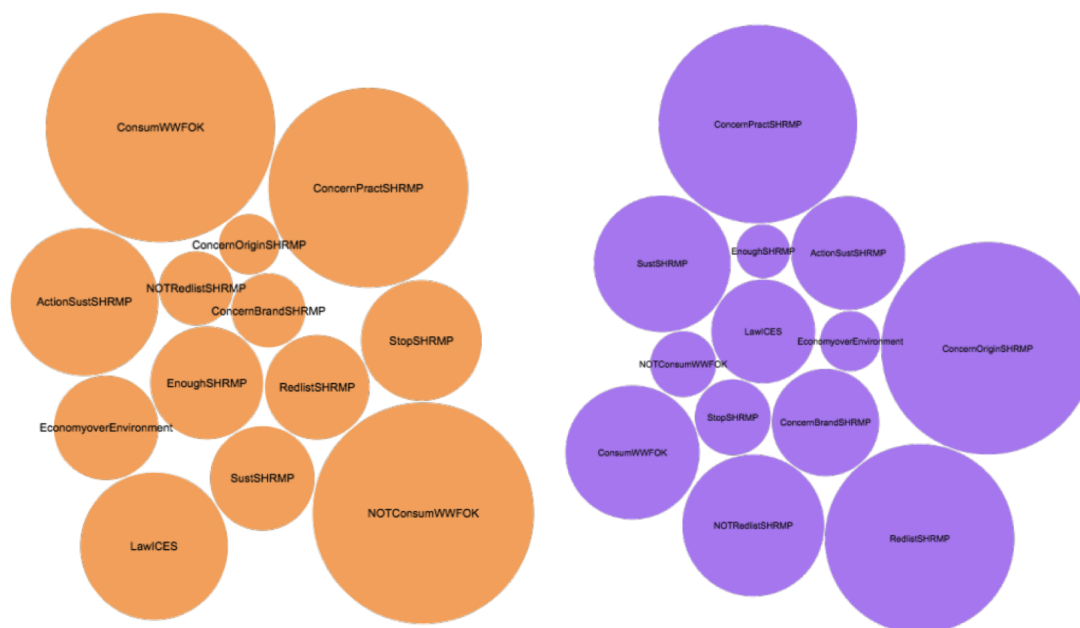 ConsumWWFOK
ConcernPractSHRMP
ConcernOriginSHRMP
NOTRedlistSHRMP
ActionSustSHRMP
ConcernBrandSHRMP
StopSHRMP
EnoughSHRMP
RedlistSHRMP
EconomyoverEnvironment
SustSHRMP
NOTConsumWWFOK
LawICES
ConcernPractSHRMP
EnoughSHRMP
ActionSustSHRMP
SustSHRMP
LawICES
EconomyoverEnvironment
ConcernOriginSHRMP
NOTConsumWWFOK
StopSHRMP
ConcernBrandSHRMP
ConsumWWFOK
NOTRedlistSHRMP
RedlistSHRMP